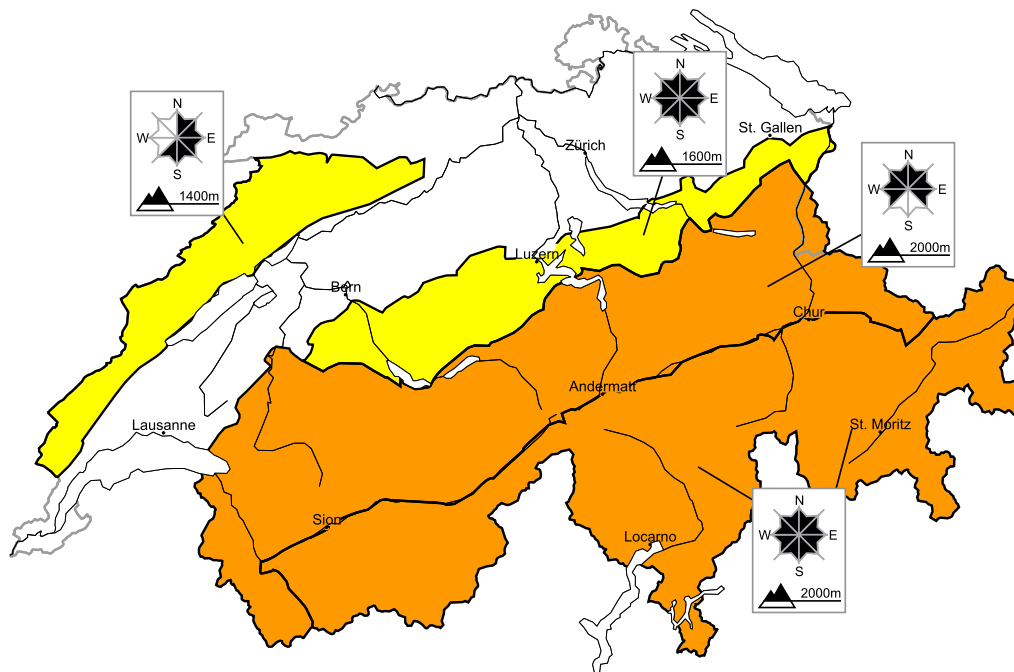 N
W E
S
1600m
St. Gallen
N
W E
S
1400m
Zürich
N
W E
S
2000m
Luzern
Bern
Chur
Andermatt
Lausanne
St. Moritz
N
W E
S
2000m
Sion
Locarno